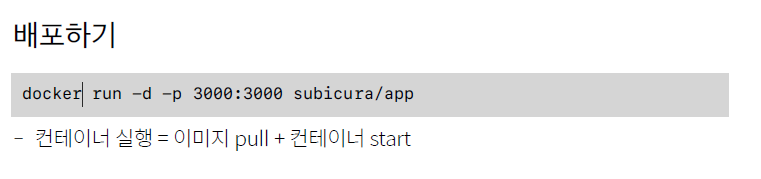 배포하기
docker run -d -p 3000:3000 subicura/app
- 컨테이너 실행 = 이미지 pull + 컨테이너 start